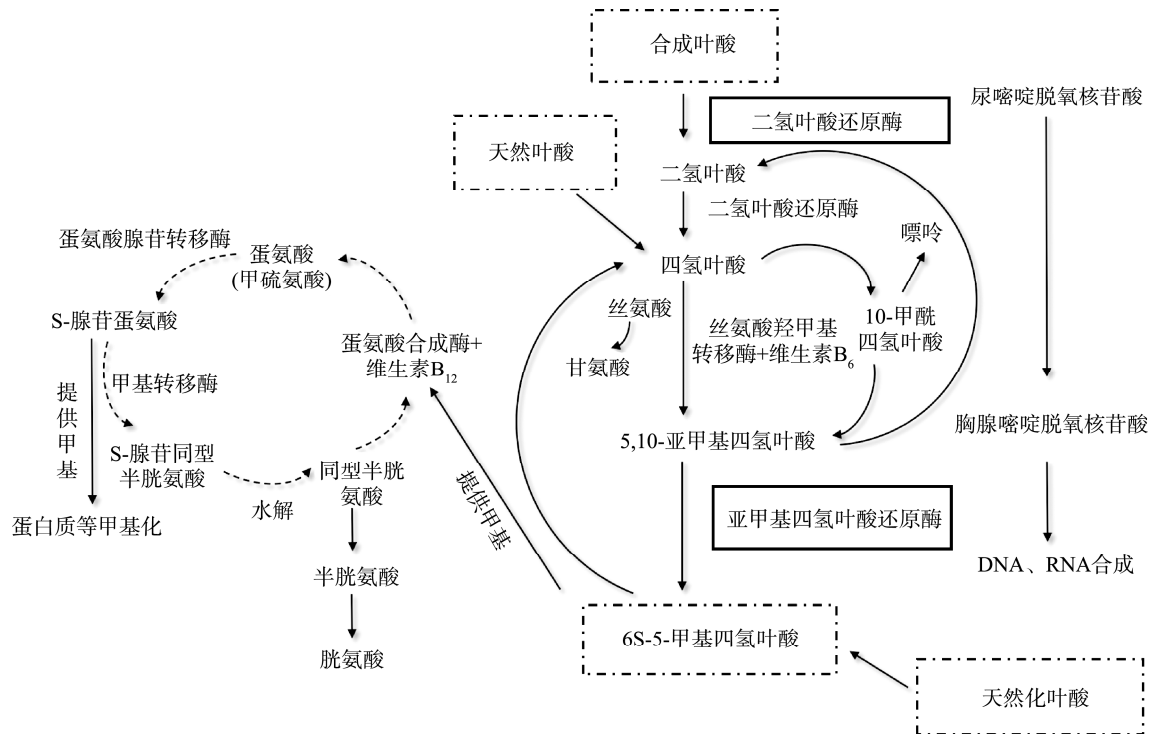 合成叶酸
尿嘧啶脱氧核苷酸
二氢叶酸还原酶
天然叶酸
二氢叶酸
二氢叶酸还原酶
嘌呤
蛋氨酸腺苷转移酶
蛋氨酸
(甲硫氨酸)
四氢叶酸
丝氨酸
10-甲酰
四氢叶酸
S-腺苷蛋氨酸
丝氨酸羟甲基
转移酶+维生素B6
蛋氨酸合成酶+
维生素B12
甘氨酸
甲基转移酶
提供甲基
胸腺嘧啶脱氧核苷酸
5,10-亚甲基四氢叶酸
S-腺苷同型
半胱氨酸
同型半胱
氨酸
水解
提供甲基
蛋白质等甲基化
亚甲基四氢叶酸还原酶
DNA、RNA合成
半胱氨酸
6S-5-甲基四氢叶酸
胱氨酸
天然化叶酸